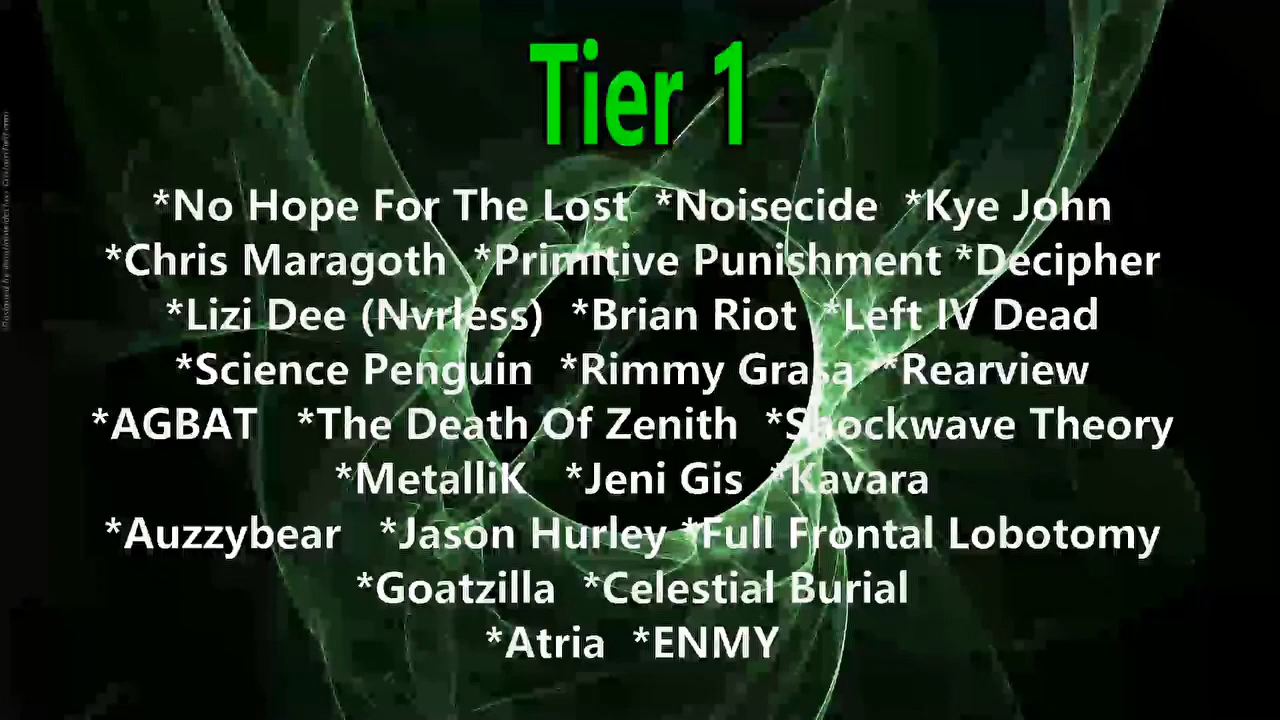 Tier 1
*No Hope For The Lost *Noisecide *Kye John
*Chris Maragoth *Primitive Punishment *Decipher
*Lizi Dee (Nvrless) *Brian Riot *Left IV Dead
*Science Penguin *Rimmy Grasa *Rearview
*AGBAT *The Death Of Zenith *Shockwave Theory
*MetalliK *Jeni Gis *Kavara
*Auzzybear *Jason Hurley *Full Frontal Lobotomy
*Goatzilla *Celestial Burial
*Atria *ENMY